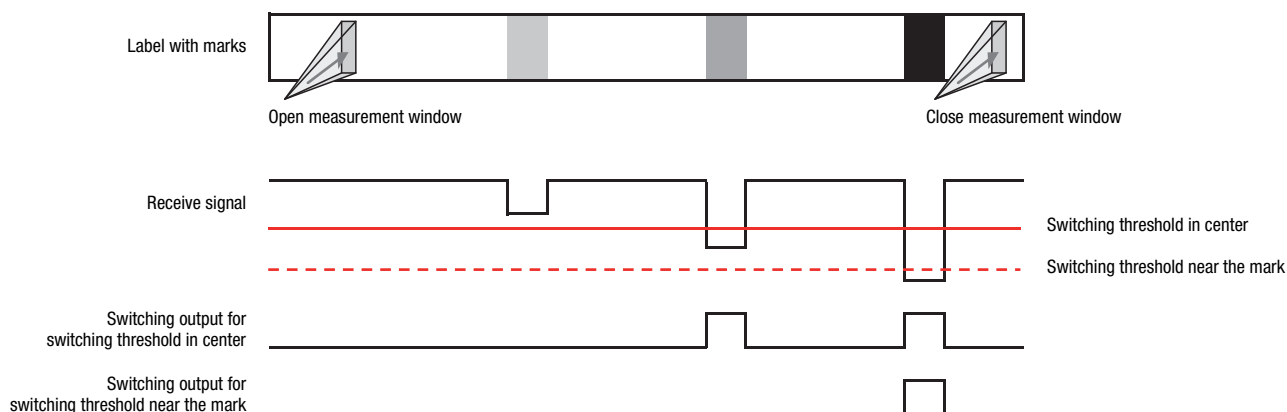 Label with marks
Open measurement window
Close measurement window
Receive signal
Switching threshold in center
Switching threshold near the mark
Switching output for
switching threshold in center
Switching output for
switching threshold near the mark